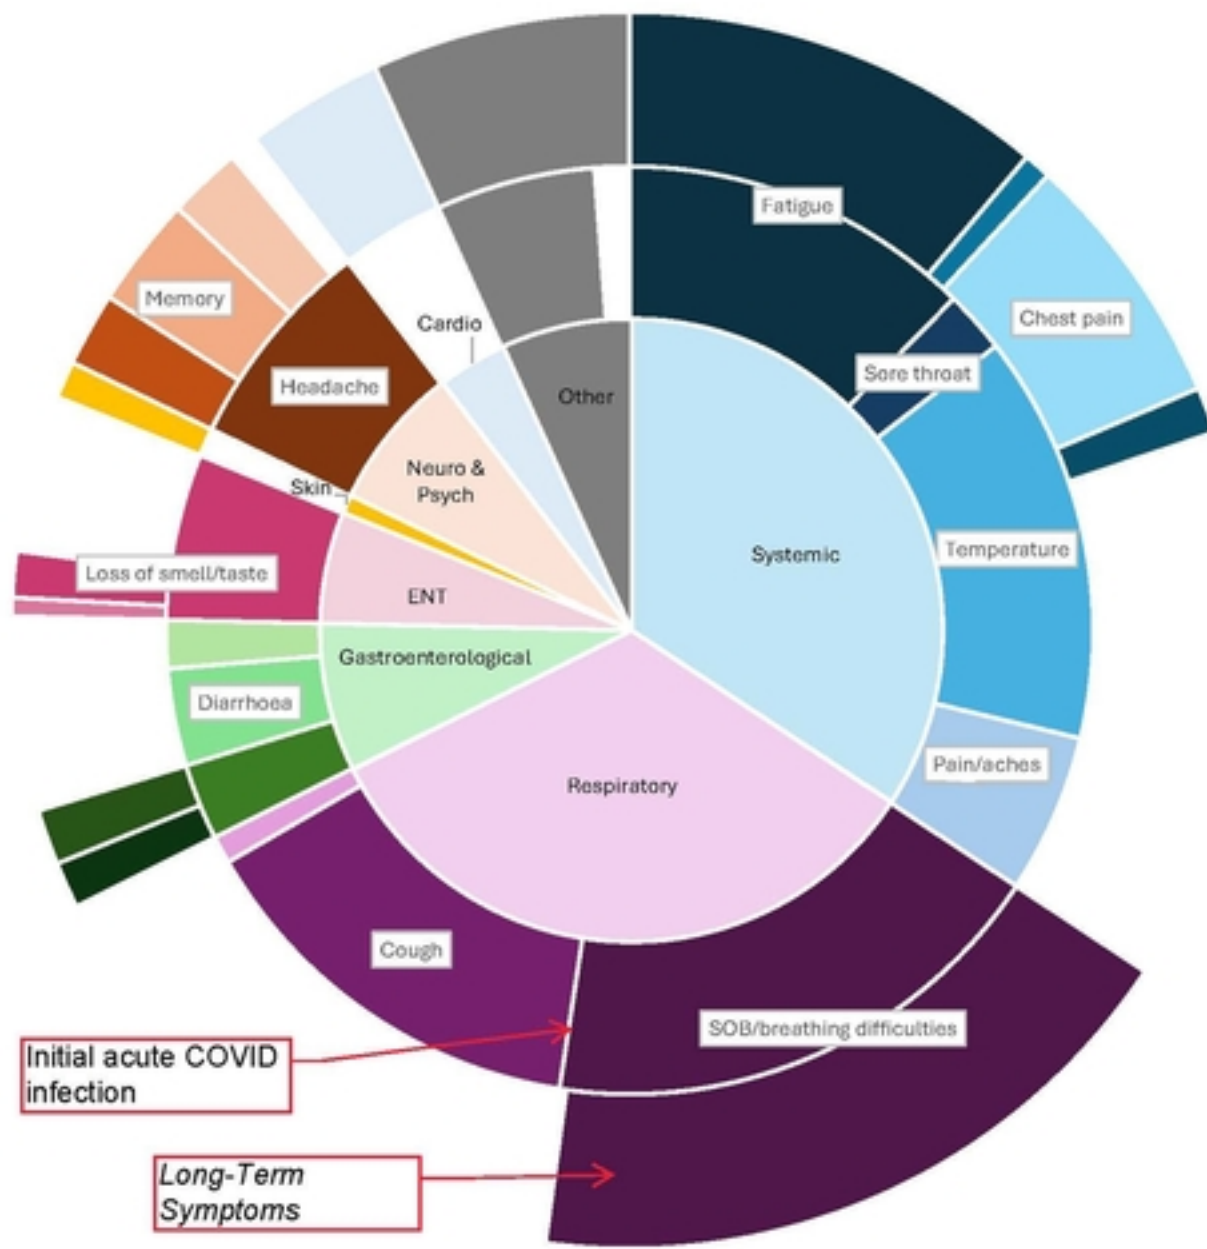 Fatigue
Chest pain
Memory
Cardio
Sore throat
Headache
Other
Neuro &
Psych
Skin
Systemic
Temperature
Loss of smell/taste
ENT
Gastroenterological
Diarrhoea
Pain/aches
Respiratory
Cough
SOB/breathing difficulties
Initial acute COVID
infection
Long-Term
Symptoms